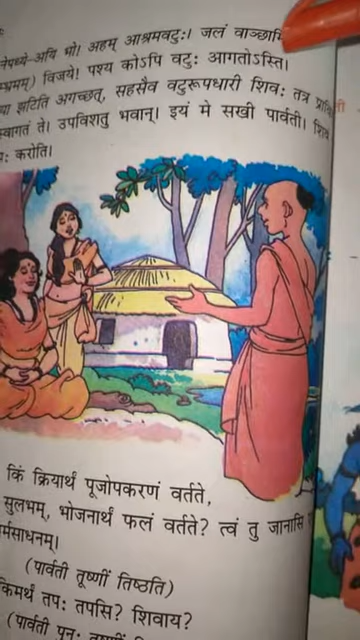 नेपथ्ये-अयि भो! अहम् आश्रमवटुः। जलं वाञ्छामि
विजये! पश्य कोऽपि वटुः आगतोऽस्ति।
झटिति अगच्छत्, सहसैव वटुरूपधारी शिवः तत्र
स्वागतं ते। उपविशतु भवान्। इयं मे सखी पार्वती।
करोति।
किं क्रियार्थं पूजोपकरणं वर्तते,
सुलभम्, भोजनार्थं फलं वर्तते? त्वं तु जानासि
(पार्वती तूष्णीं तिष्ठति)
किमर्थं तपः तपसि? शिवाय?
(पार्वती पुनः